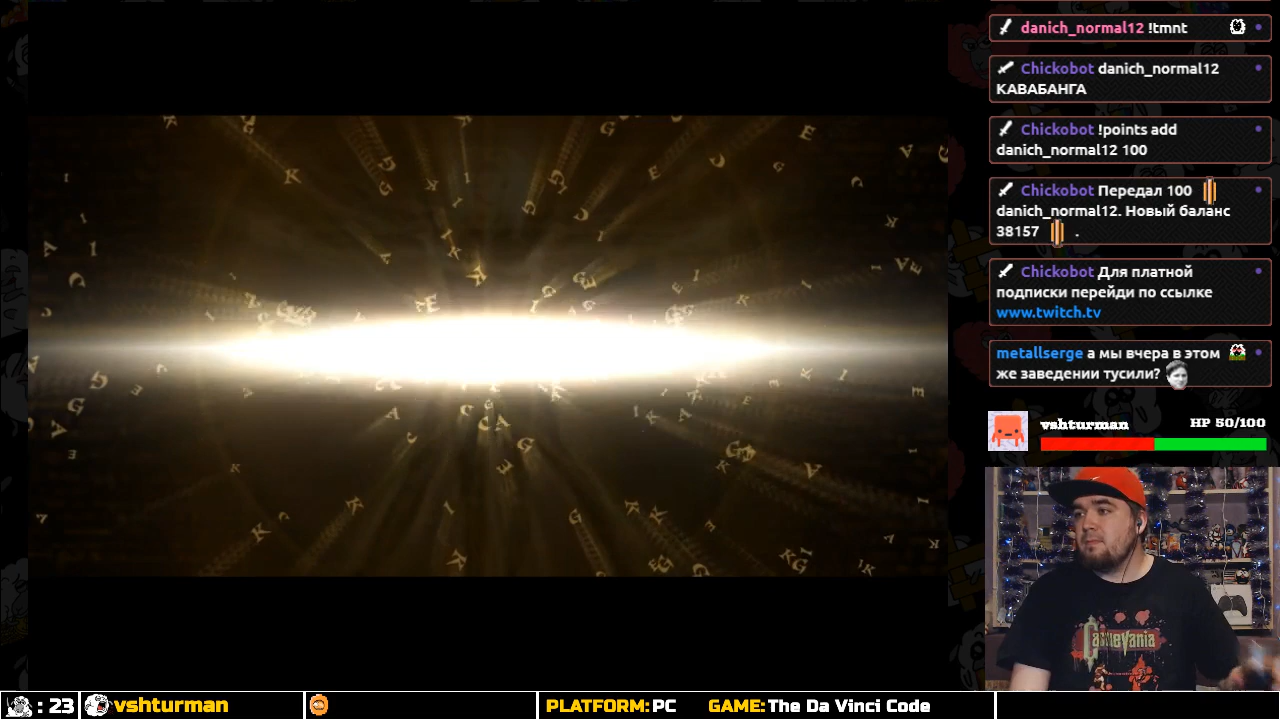 danich_normal12 !tmnt
Chickobot danich_normal12
КАВАБАНГА
Chickobot !points add
danich_normal12 100
Chickobot Передал 100
danich_normal12. Новый баланс
38157 .
Chickobot Для платной
подписки перейди по ссылке
www.twitch.tv
metallserge а мы вчера в этом
же заведении тусили?
vshturman HP 50/100
Castlevania
: 23 vshturman PLATFORM: PC GAME: The Da Vinci Code